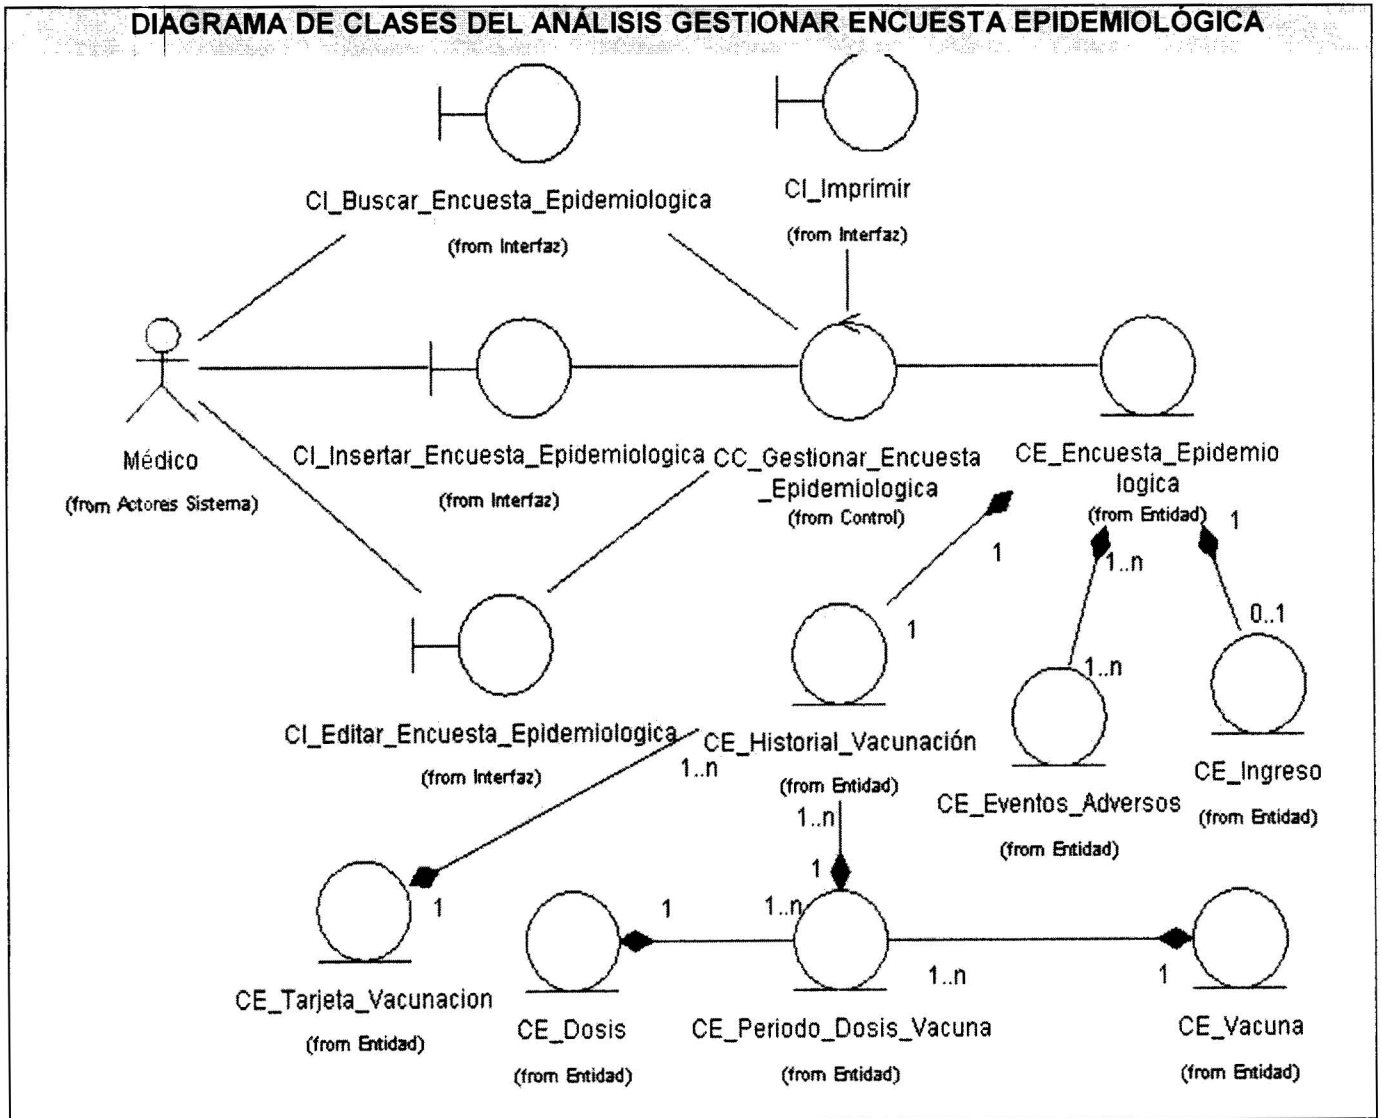 DIAGRAMA DE CLASES DEL ANÁLISIS GESTIONAR ENCUESTA EPIDEMIOLÓGICA
CI_Buscar_Encuesta_Epidemiologica
(from Interfaz)
CI_Imprimir
(from Interfaz)
Médico
(from Actores Sistema)
CI_Insertar_Encuesta_Epidemiologica
(from Interfaz)
CC_Gestionar_Encuesta
_Epidemiologica
(from Control)
CE_Encuesta_Epidemio
logica
(from Entidad)
1
1
1..n
1..n
1
0..1
CI_Editar_Encuesta_Epidemiologica
(from Interfaz)
CE_Historial_Vacunación
(from Entidad)
CE_Eventos_Adversos
(from Entidad)
CE_Ingreso
(from Entidad)
1..n
1
1..n
1
CE_Tarjeta_Vacunacion
(from Entidad)
1
1..n
CE_Dosis
(from Entidad)
CE_Periodo_Dosis_Vacuna
(from Entidad)
1..n
1
CE_Vacuna
(from Entidad)